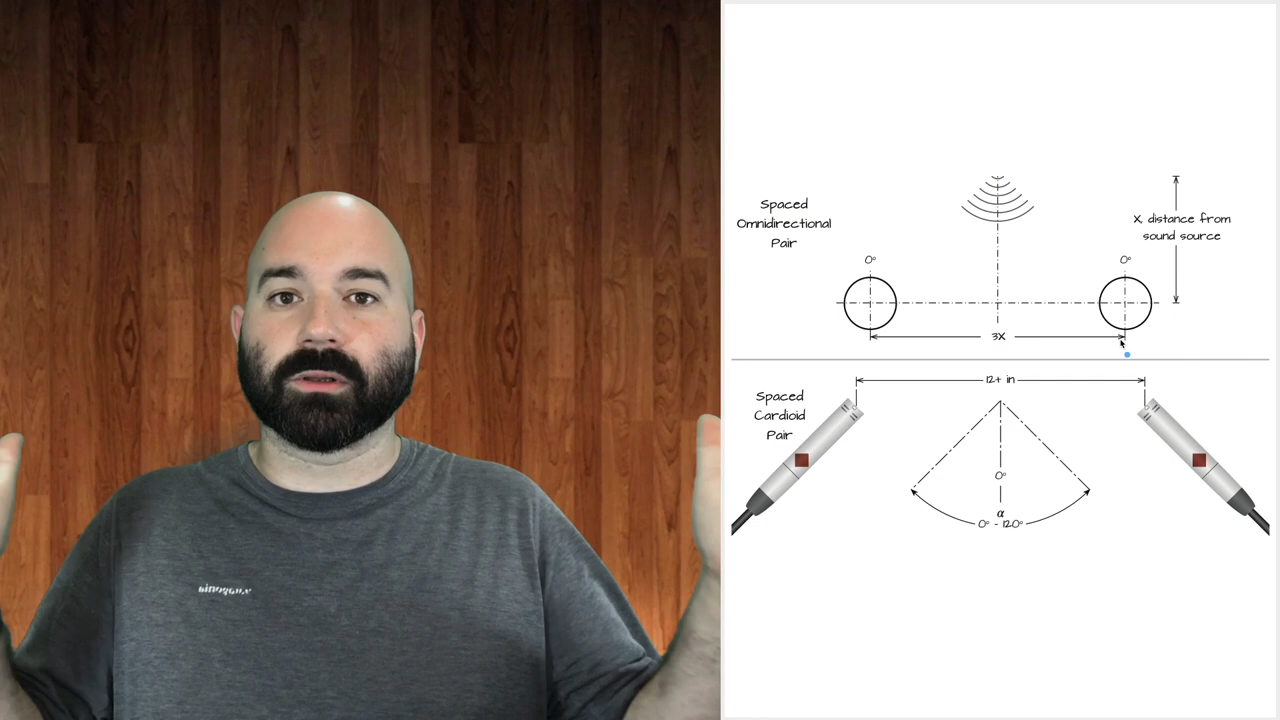 Spaced
Omnidirectional
Pair
X, distance from
sound source
0°
0°
3X
12+ in
Spaced
Cardioid
Pair
0°
α
0° - 120°